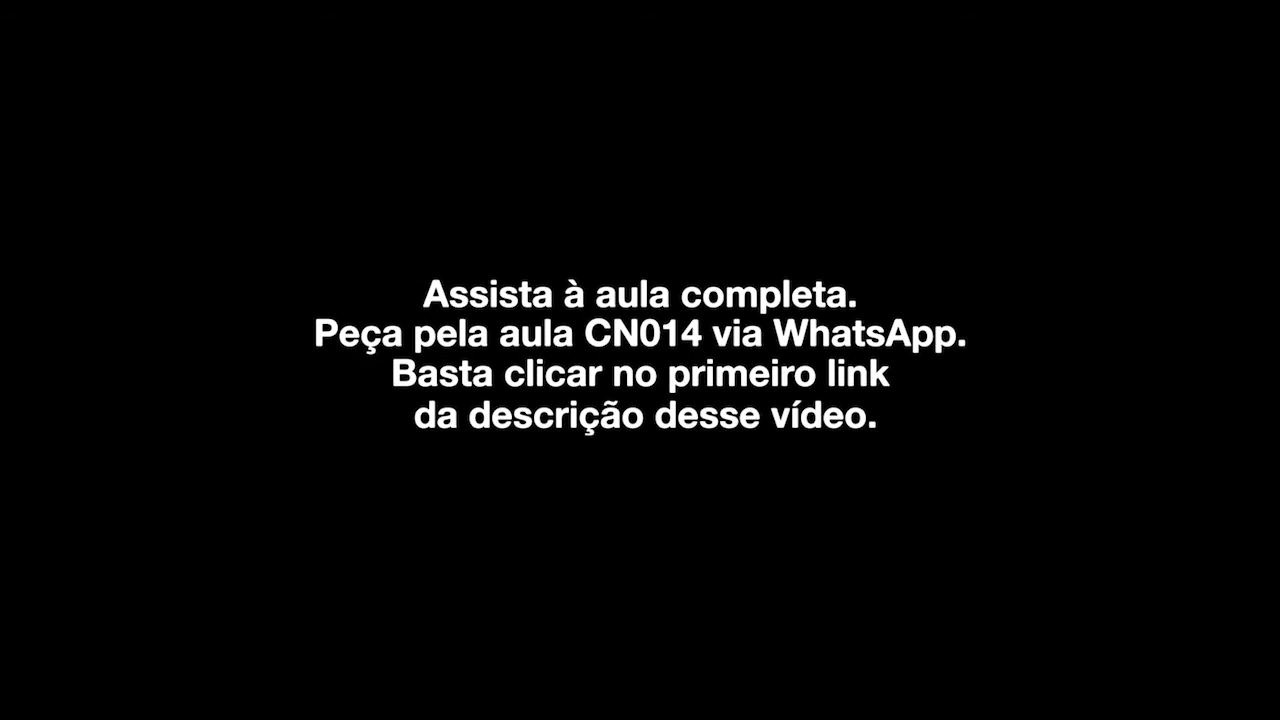 Assista à aula completa.
Peça pela aula CN014 via WhatsApp.
Basta clicar no primeiro link
da descrição desse vídeo.